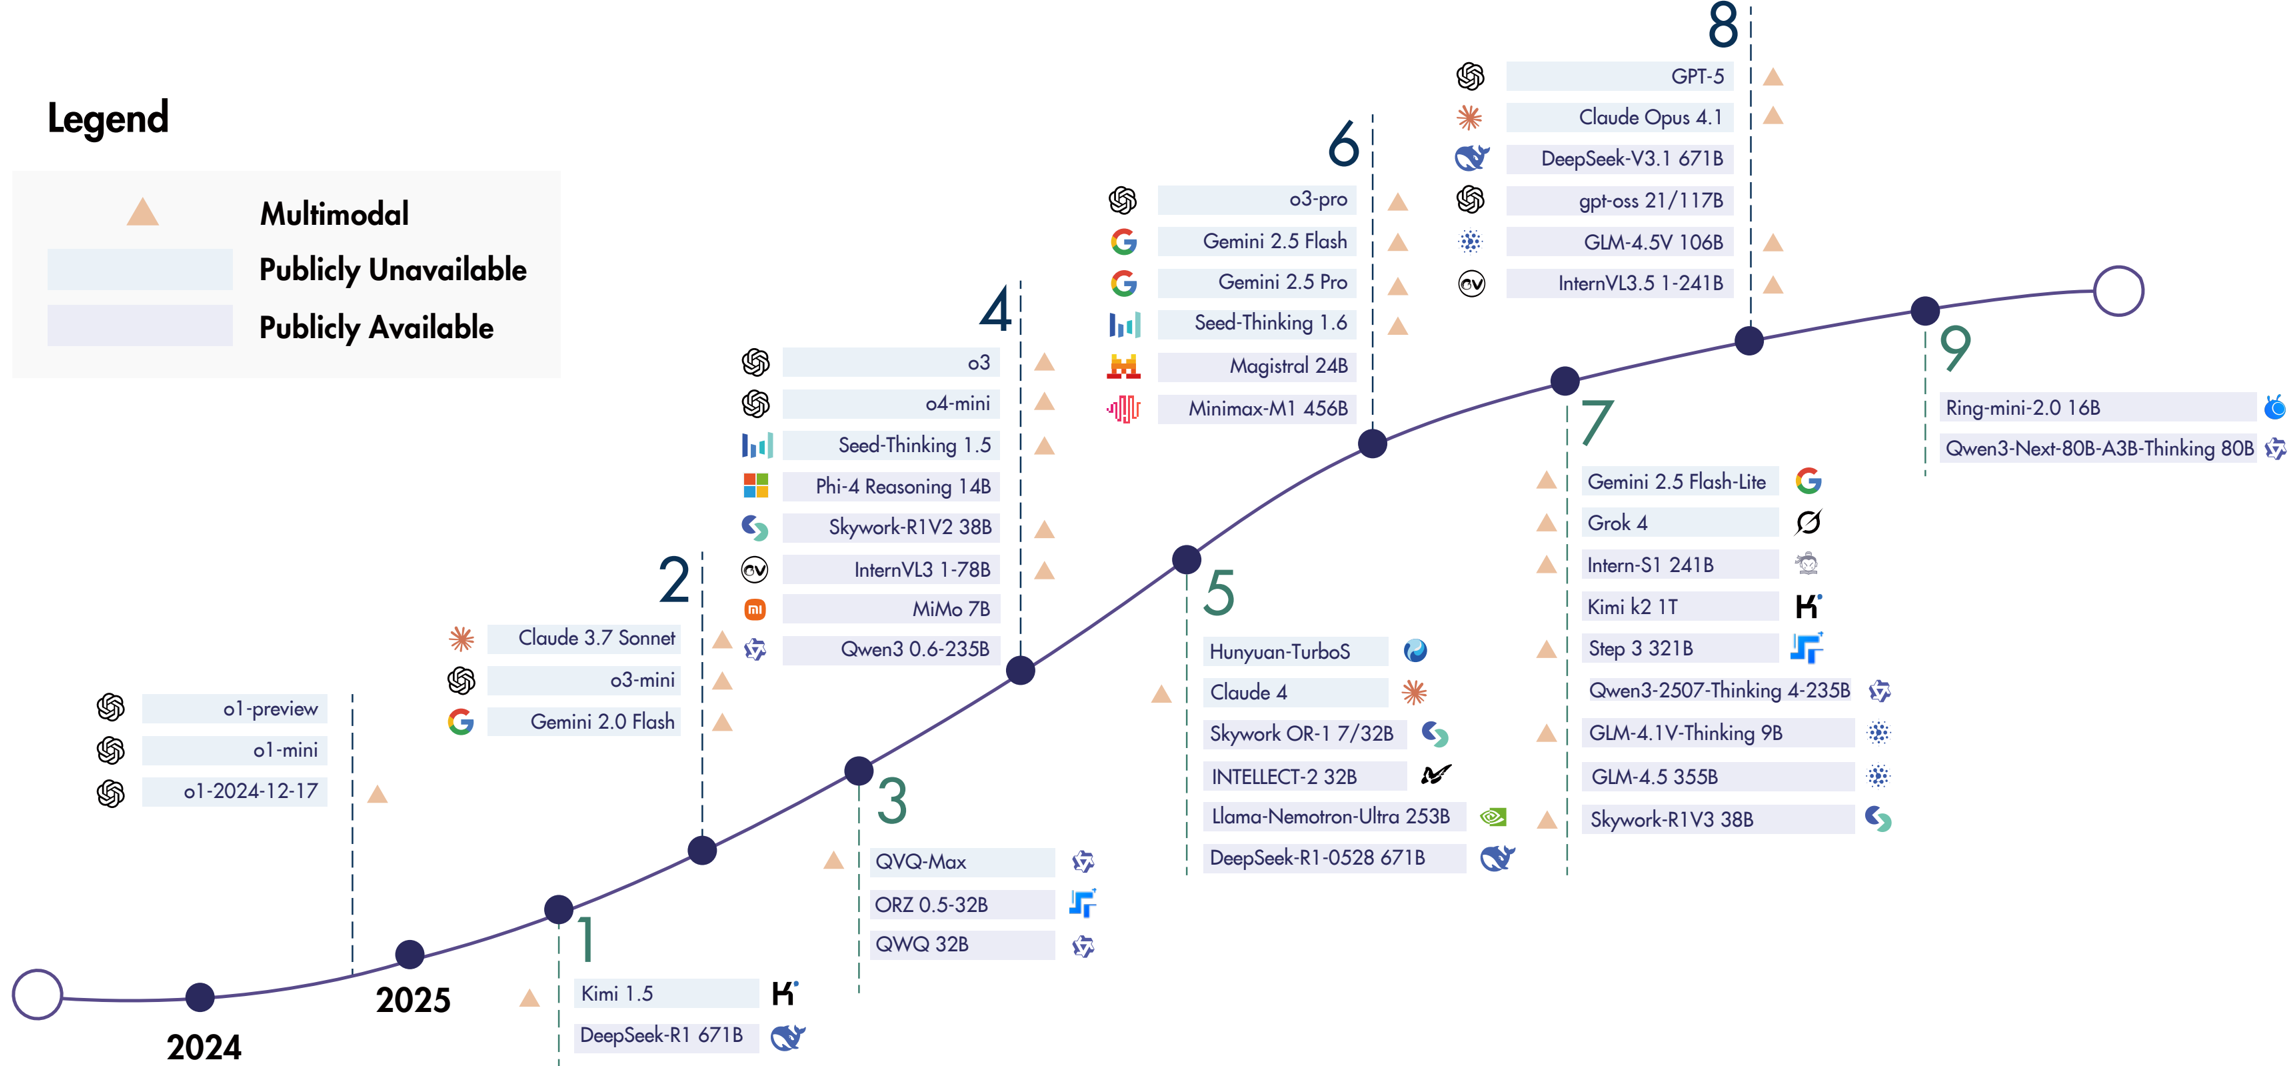 Legend
Multimodal
Publicly Unavailable
Publicly Available
2024
o1-preview
o1-mini
o1-2024-12-17
2025
1
Kimi 1.5
DeepSeek-R1 671B
2
Claude 3.7 Sonnet
o3-mini
Gemini 2.0 Flash
3
QVQ-Max
ORZ 0.5-32B
QWQ 32B
4
o3
o4-mini
Seed-Thinking 1.5
Phi-4 Reasoning 14B
Skywork-R1V2 38B
InternVL3 1-78B
MiMo 7B
Qwen3 0.6-235B
5
Hunyuan-TurboS
Claude 4
Skywork OR-1 7/32B
INTELLECT-2 32B
Llama-Nemotron-Ultra 253B
DeepSeek-R1-0528 671B
6
o3-pro
Gemini 2.5 Flash
Gemini 2.5 Pro
Seed-Thinking 1.6
Magistral 24B
Minimax-M1 456B
7
Gemini 2.5 Flash-Lite
Grok 4
Intern-S1 241B
Kimi k2 1T
Step 3 321B
Qwen3-2507-Thinking 4-235B
GLM-4.1V-Thinking 9B
GLM-4.5 355B
Skywork-R1V3 38B
8
GPT-5
Claude Opus 4.1
DeepSeek-V3.1 671B
gpt-oss 21/117B
GLM-4.5V 106B
InternVL3.5 1-241B
9
Ring-mini-2.0 16B
Qwen3-Next-80B-A3B-Thinking 80B